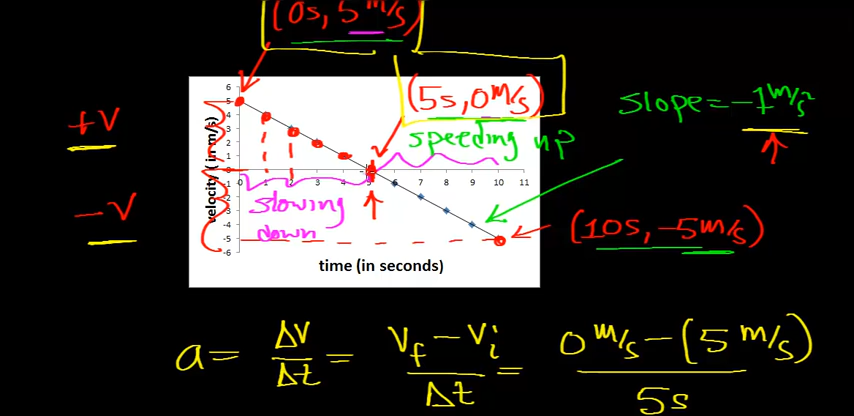 (0s, 5 m/s)
(5s, 0 m/s)
slope = -1 m/s²
+V
speeding up
6
5
4
3
2
1
0
-1
-2
-3
-4
-5
-6
velocity (in m/s)
0 1 2 3 4 5 6 7 8 9 10 11
slowing
down
-V
(10s, -5 m/s)
time (in seconds)
a = ΔV/Δt = Vf - Vi/Δt = 0 m/s - (5 m/s)/5s